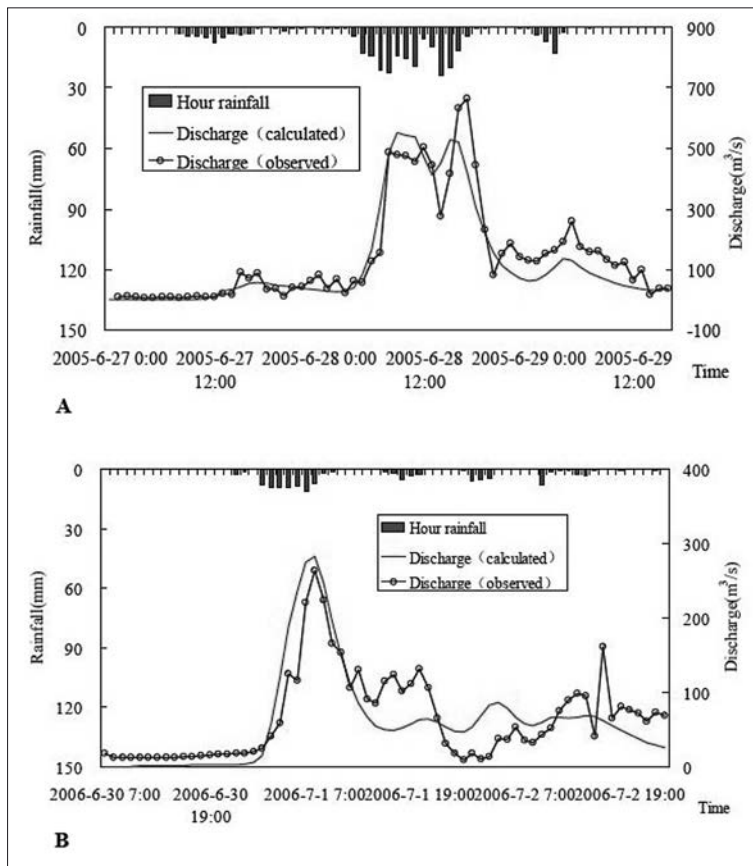 0
30
60
90
120
150
Rainfall(mm)
900
700
500
300
100
-100
Discharge(m³/s)
Hour rainfall
Discharge（calculated）
Discharge（observed）
2005-6-27 0:00
2005-6-27
12:00
2005-6-28 0:00
2005-6-28
12:00
2005-6-29 0:00
2005-6-29
12:00
Time
A
0
30
60
90
120
150
Rainfall(mm)
400
300
200
100
0
Discharge(m³/s)
Hour rainfall
Discharge（calculated）
Discharge（observed）
2006-6-30 7:00
2006-6-30
19:00
2006-7-1 7:00
2006-7-1 19:00
2006-7-2 7:00
2006-7-2 19:00
Time
B